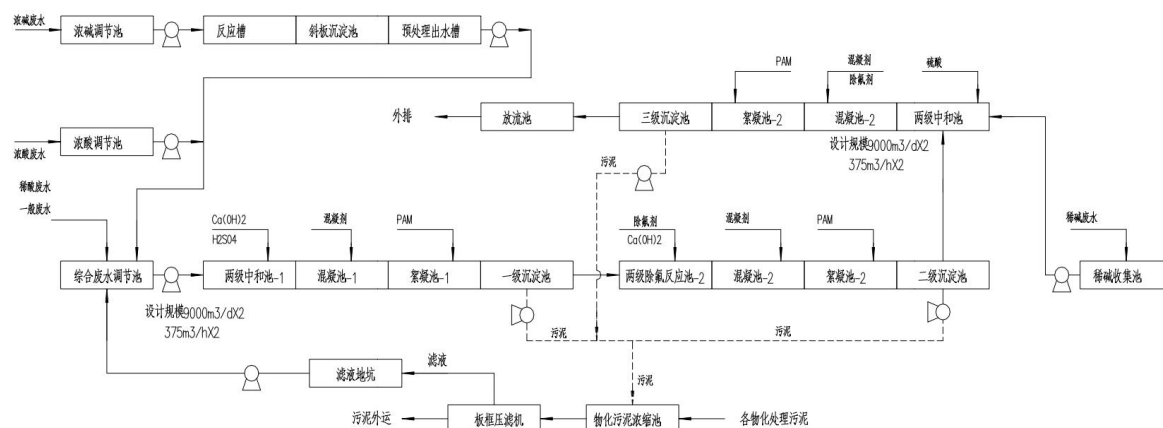 浓碱废水
浓碱调节池
反应槽
斜板沉淀池
预处理出水槽
PAM
混凝剂
除氟剂
硫酸
外排
放流池
三级沉淀池
絮凝池-2
混凝池-2
两级中和池
设计规模9000m3/dX2
375m3/hX2
浓酸调节池
浓酸废水
污泥
稀酸废水
一般废水
Ca(OH)2
H2SO4
混凝剂
PAM
除氟剂
Ca(OH)2
混凝剂
PAM
稀碱废水
综合废水调节池
两级中和池-1
混凝池-1
絮凝池-1
一级沉淀池
两级除氟反应池-2
混凝池-2
絮凝池-2
二级沉淀池
稀碱收集池
设计规模9000m3/dX2
375m3/hX2
污泥
污泥
滤液地坑
滤液
污泥
污泥外运
板框压滤机
物化污泥浓缩池
各物化处理污泥